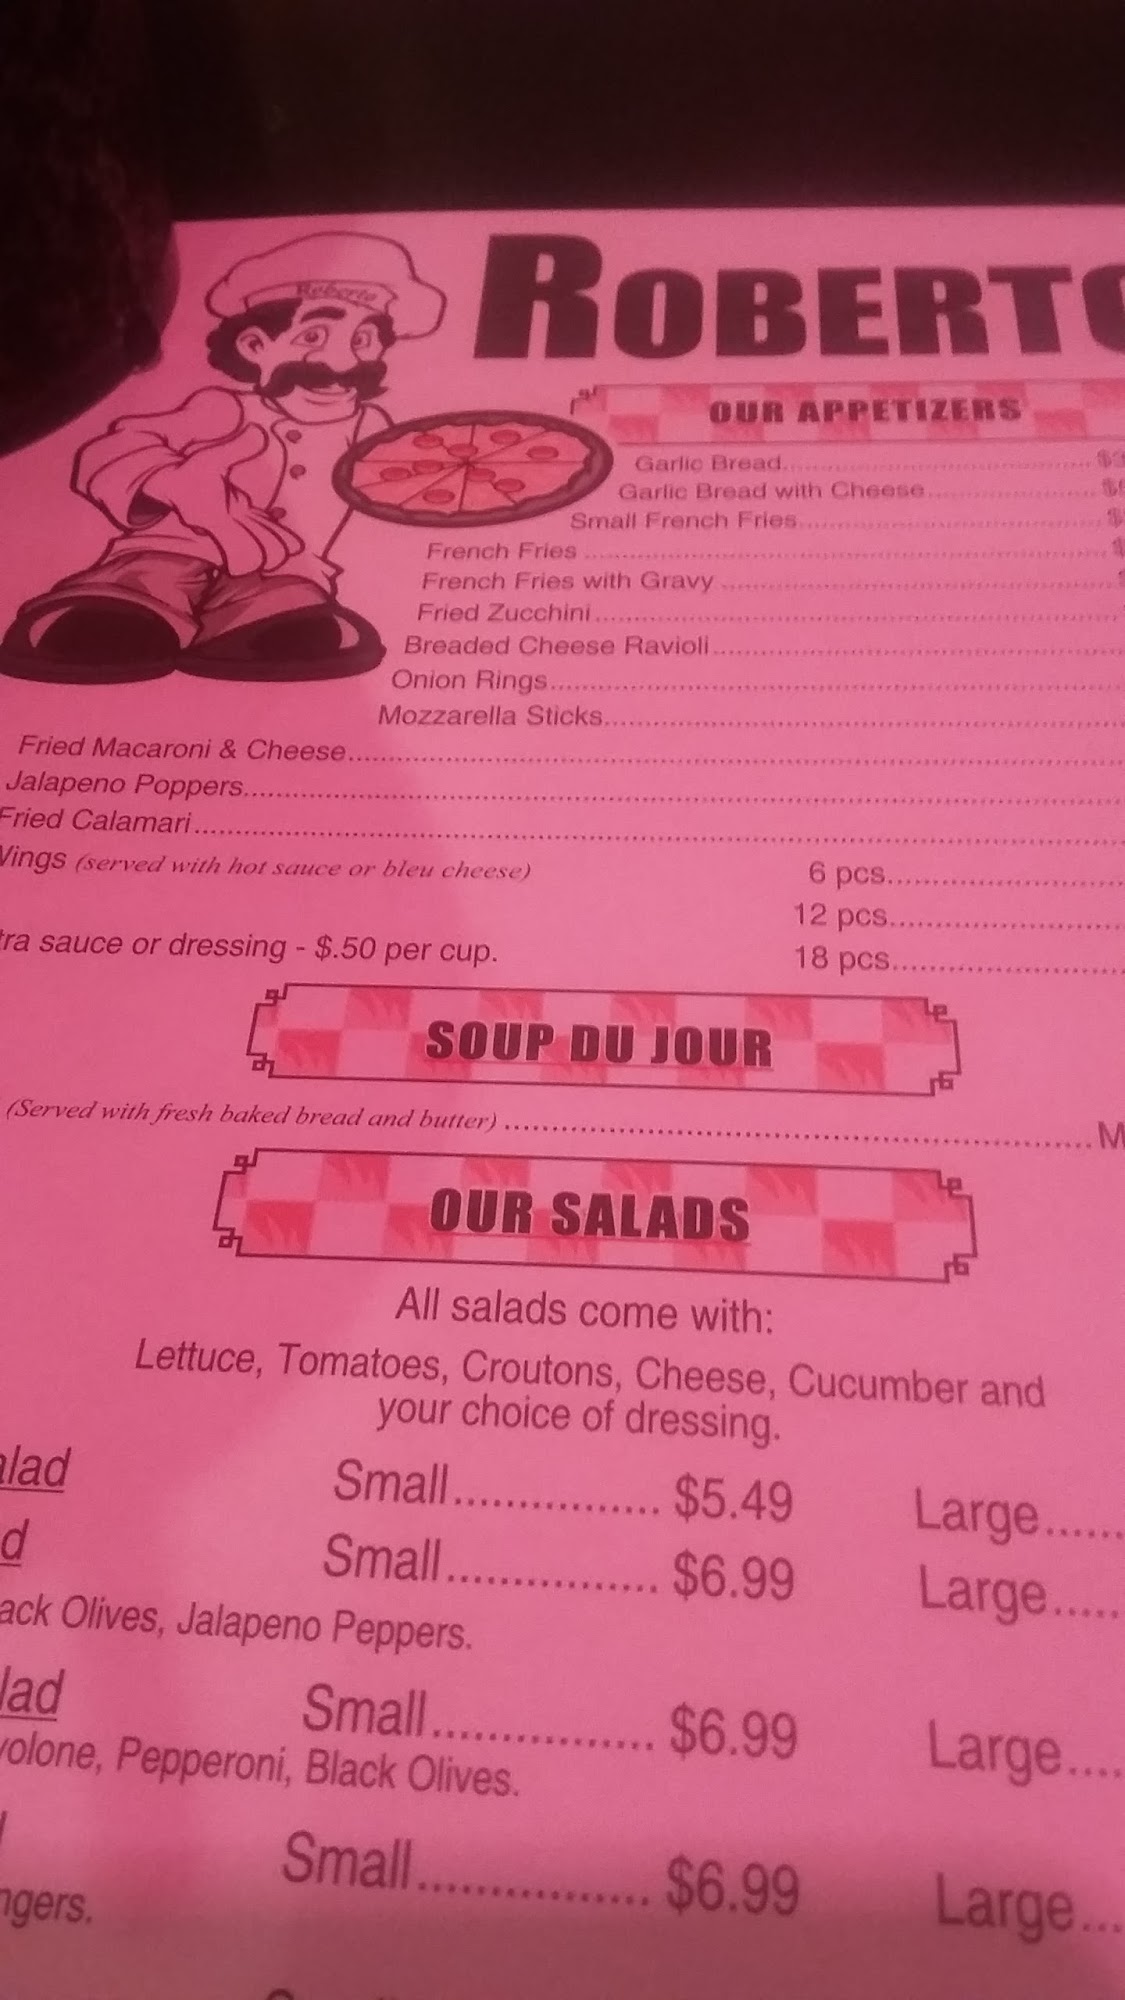 Roberto
ROBERTO
OUR APPETIZERS
Garlic Bread
Garlic Bread with Cheese
Small French Fries
French Fries
French Fries with Gravy
Fried Zucchini
Breaded Cheese Ravioli
Onion Rings
Mozzarella Sticks
Fried Macaroni & Cheese
Jalapeno Poppers
Fried Calamari
Wings (served with hot sauce or bleu cheese) 6 pcs.
12 pcs.
tra sauce or dressing - $.50 per cup. 18 pcs.
SOUP DU JOUR
(Served with fresh baked bread and butter) M
OUR SALADS
All salads come with:
Lettuce, Tomatoes, Croutons, Cheese, Cucumber and
your choice of dressing.
alad Small................ $5.49 Large......
d Small................ $6.99 Large.....
ack Olives, Jalapeno Peppers.
lad Small................ $6.99 Large....
volone, Pepperoni, Black Olives.
Small................ $6.99 Large...
ngers.